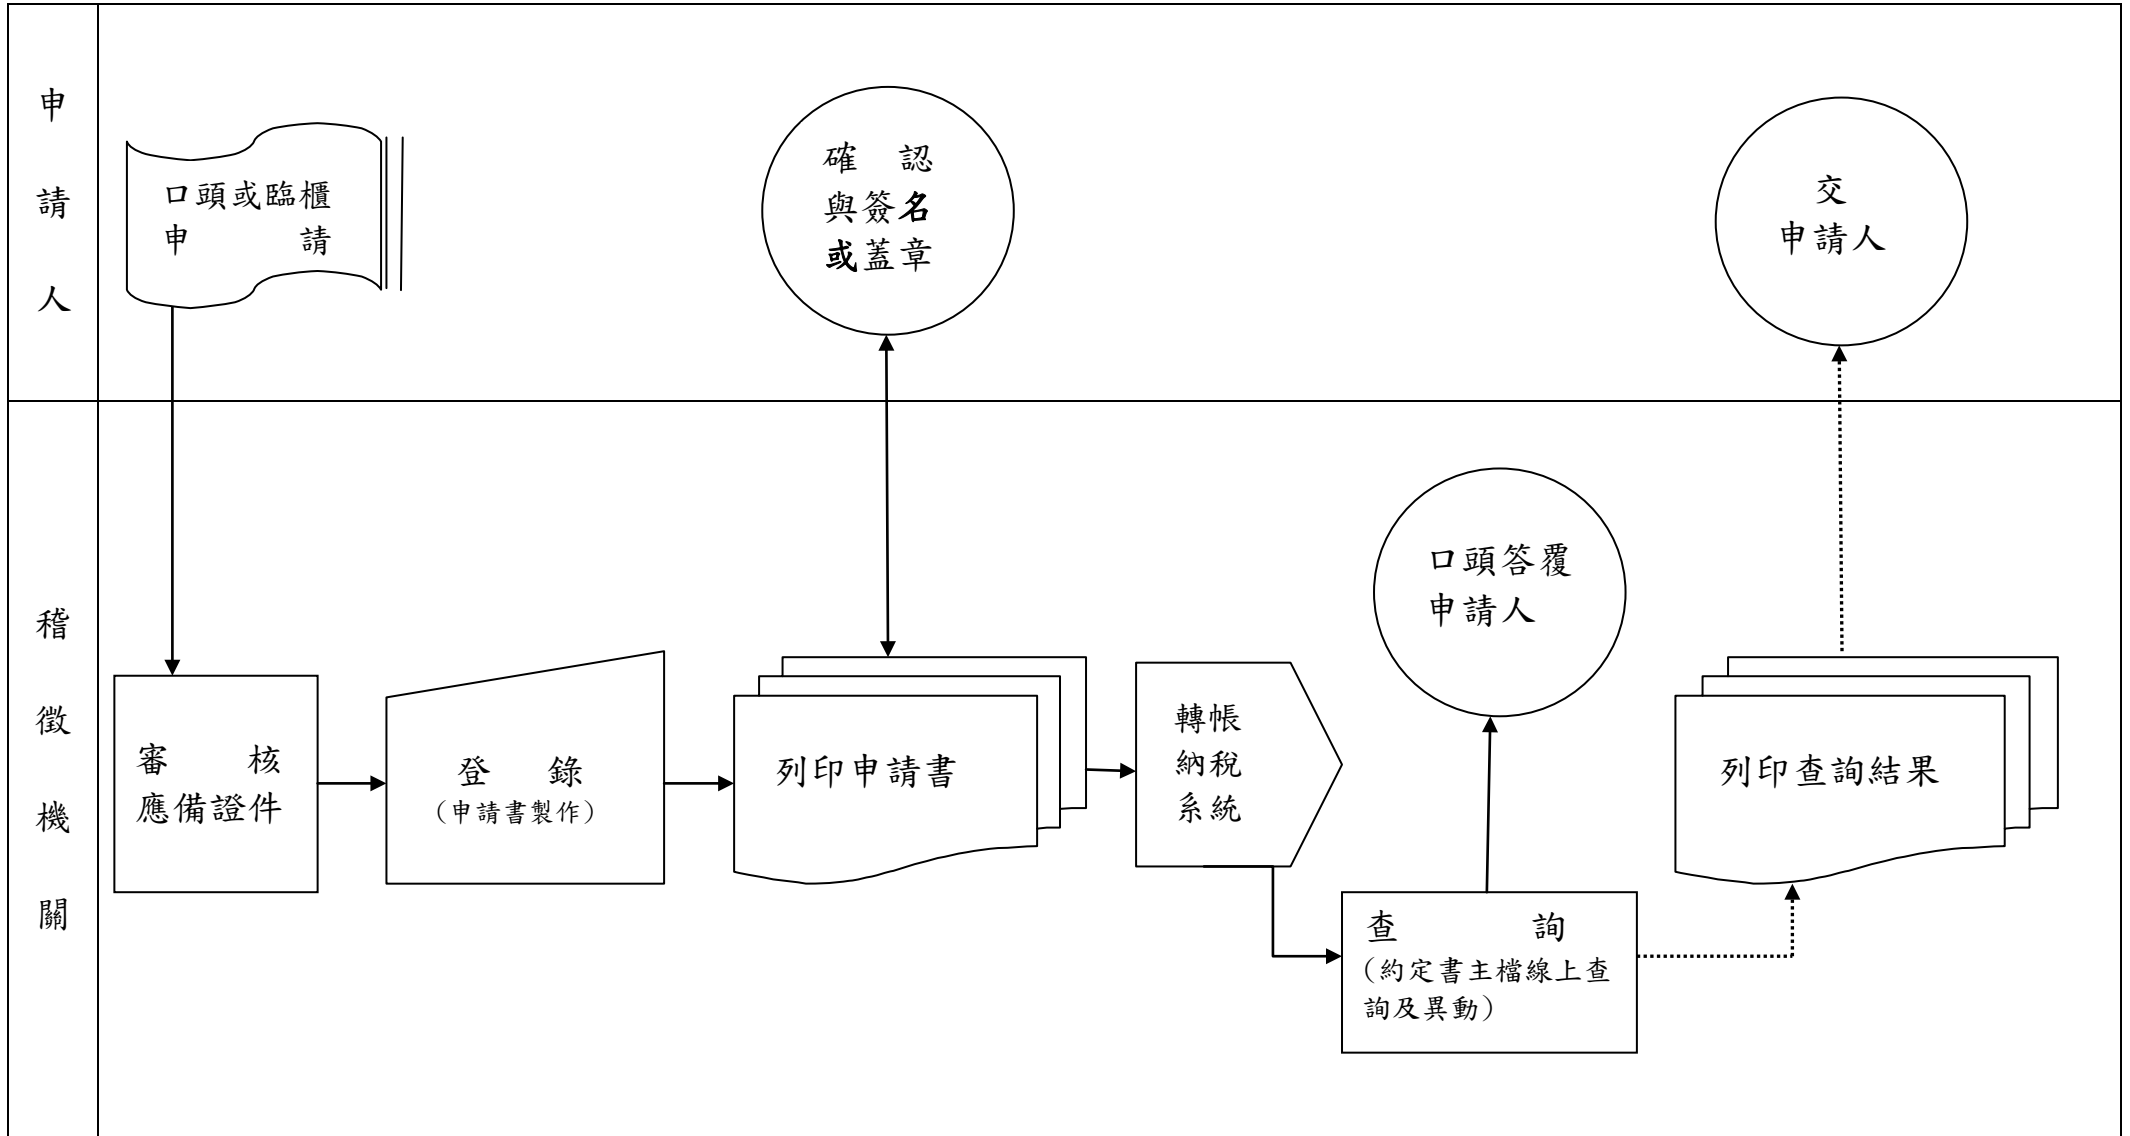 申
請
人
口頭或臨櫃
申 請
確 認
與簽名
或蓋章
交
申請人
稽
徵
機
關
審 核
應備證件
登 錄
（申請書製作）
列印申請書
轉帳
納稅
系統
口頭答覆
申請人
查 詢
（約定書主檔線上查
詢及異動）
列印查詢結果